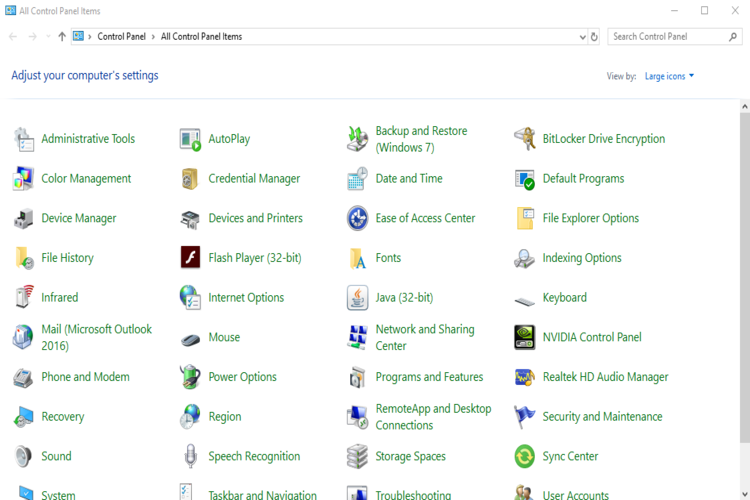 All Control Panel Items
Control Panel > All Control Panel Items
Search Control Panel
Adjust your computer's settings
View by: Large icons
Administrative Tools
AutoPlay
Backup and Restore
(Windows 7)
BitLocker Drive Encryption
Color Management
Credential Manager
Date and Time
Default Programs
Device Manager
Devices and Printers
Ease of Access Center
File Explorer Options
File History
Flash Player (32-bit)
Fonts
Indexing Options
Infrared
Internet Options
Java (32-bit)
Keyboard
Mail (Microsoft Outlook
2016)
Mouse
Network and Sharing
Center
NVIDIA Control Panel
Phone and Modem
Power Options
Programs and Features
Realtek HD Audio Manager
Recovery
Region
RemoteApp and Desktop
Connections
Security and Maintenance
Sound
Speech Recognition
Storage Spaces
Sync Center
System
Taskbar and Navigation
Troubleshooting
User Accounts